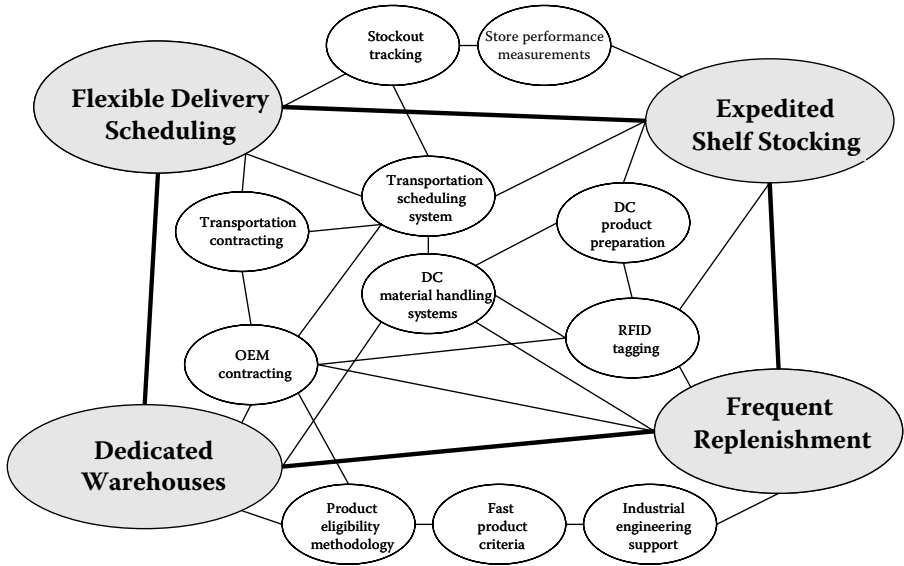 Stockout
tracking
Store performance
measurements
Flexible Delivery
Scheduling
Expedited
Shelf Stocking
Transportation
scheduling
system
Transportation
contracting
DC
product
preparation
DC
material handling
systems
RFID
tagging
OEM
contracting
Frequent
Replenishment
Dedicated
Warehouses
Product
eligibility
methodology
Fast
product
criteria
Industrial
engineering
support